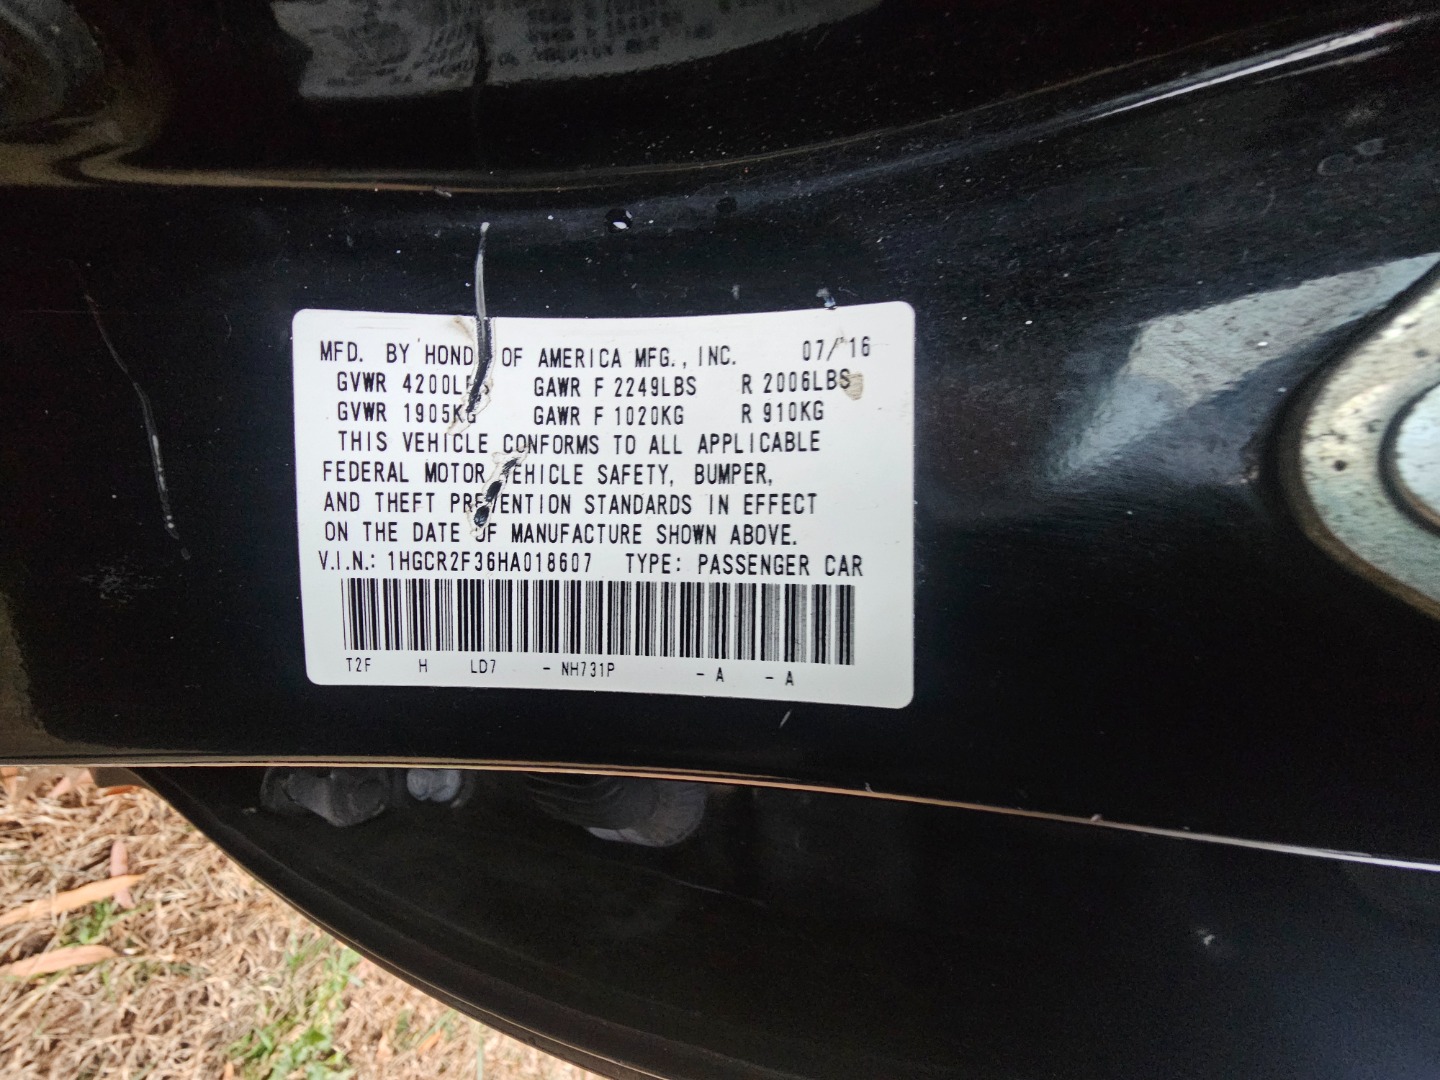 MFD. BY HOND OF AMERICA MFG., INC. 07/16
GVWR 4200LBS GAWR F 2249LBS R 2006LBS
GVWR 1905KG GAWR F 1020KG R 910KG
THIS VEHICLE CONFORMS TO ALL APPLICABLE
FEDERAL MOTOR VEHICLE SAFETY, BUMPER,
AND THEFT PREVENTION STANDARDS IN EFFECT
ON THE DATE OF MANUFACTURE SHOWN ABOVE.
V.I.N.: 1HGCR2F36HA018607 TYPE: PASSENGER CAR
T2F H LD7 - NH731P - A - A